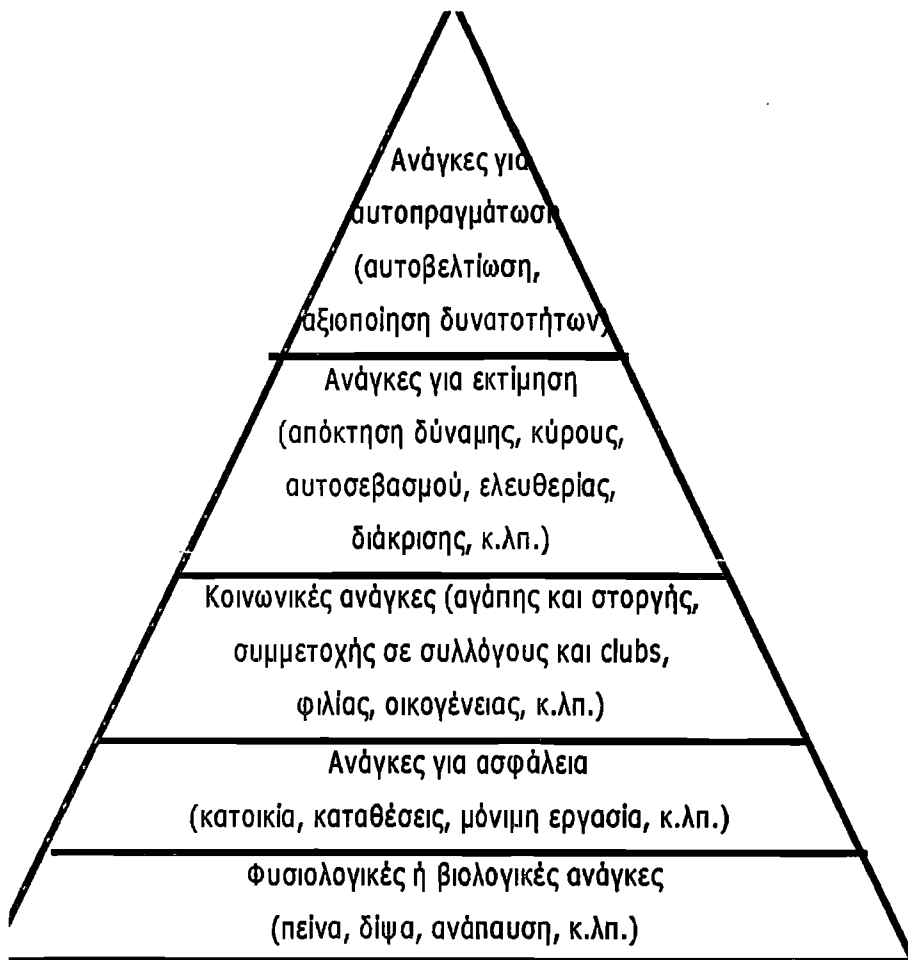 Ανάγκες για
αυτοπραγμάτωση
(αυτοβελτίωση,
αξιοποίηση δυνατοτήτων)
Ανάγκες για εκτίμηση
(απόκτηση δύναμης, κύρους,
αυτοσεβασμού, ελευθερίας,
διάκρισης, κ.λπ.)
Κοινωνικές ανάγκες (αγάπης και στοργής,
συμμετοχής σε συλλόγους και clubs,
φιλίας, οικογένειας, κ.λπ.)
Ανάγκες για ασφάλεια
(κατοικία, καταθέσεις, μόνιμη εργασία, κ.λπ.)
Φυσιολογικές ή βιολογικές ανάγκες
(πείνα, δίψα, ανάπαυση, κ.λπ.)